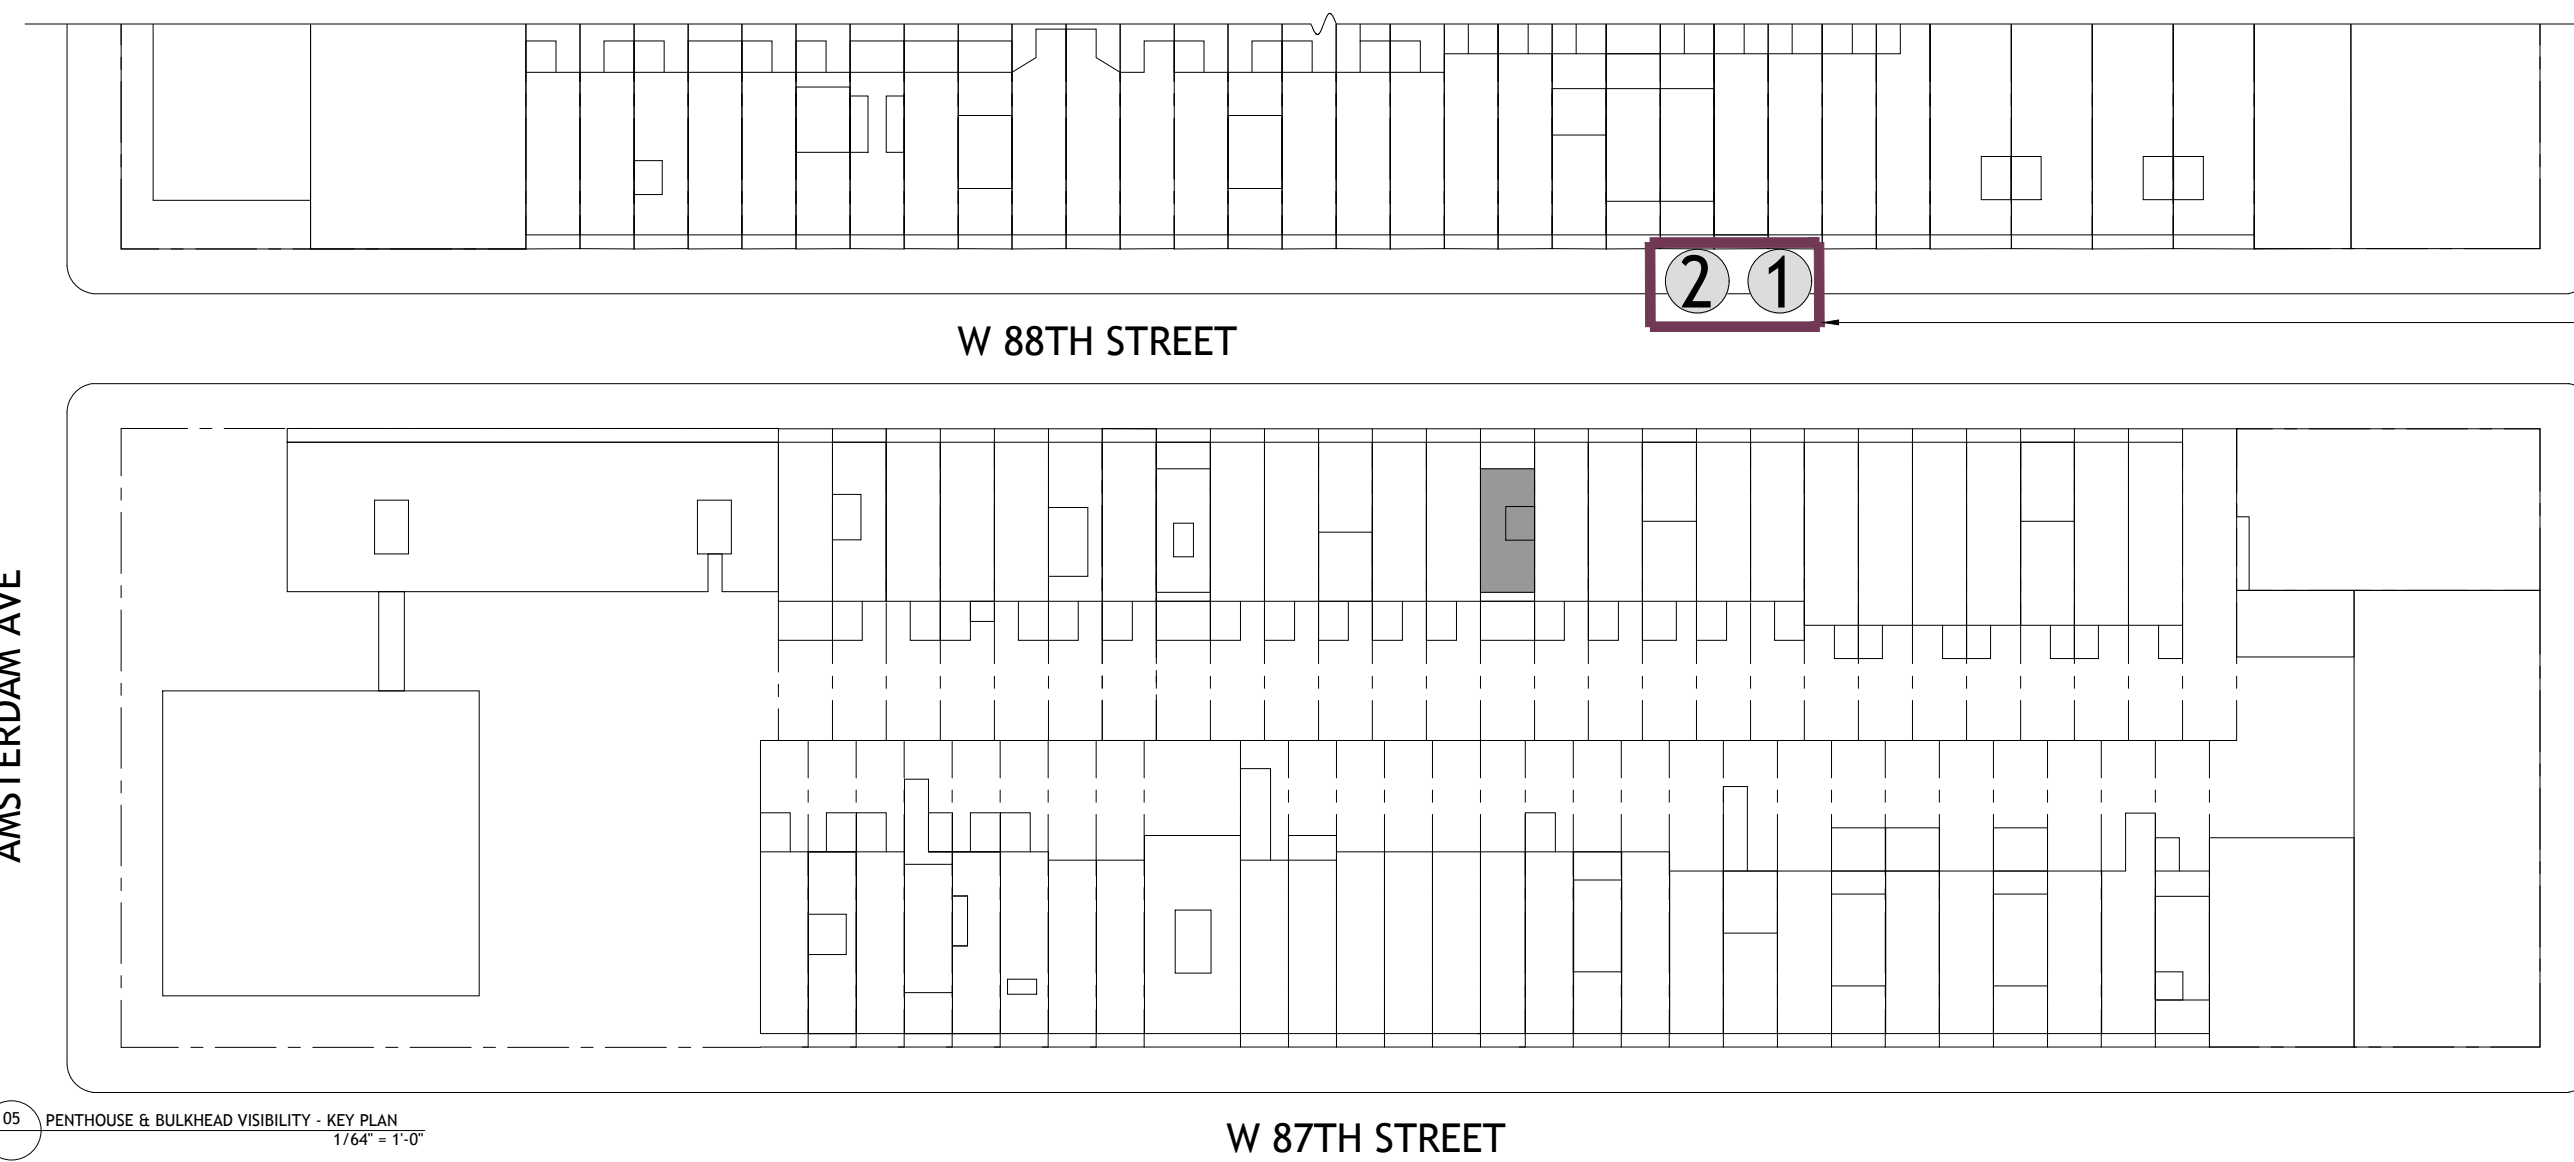 2 1
W 88TH STREET
AMSTERDAM AVE
05 PENTHOUSE & BULKHEAD VISIBILITY - KEY PLAN
1/64" = 1'-0"
W 87TH STREET